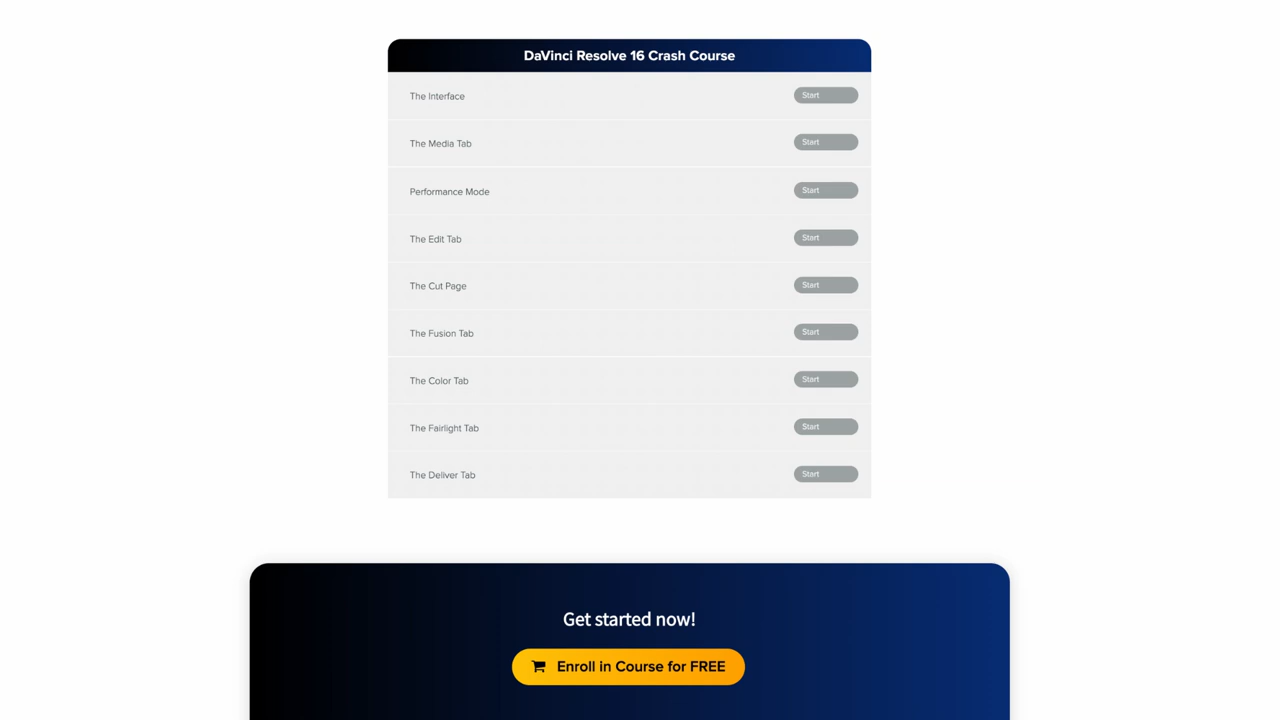 DaVinci Resolve 16 Crash Course
The Interface Start
The Media Tab Start
Performance Mode Start
The Edit Tab Start
The Cut Page Start
The Fusion Tab Start
The Color Tab Start
The Fairlight Tab Start
The Deliver Tab Start
Get started now!
Enroll in Course for FREE